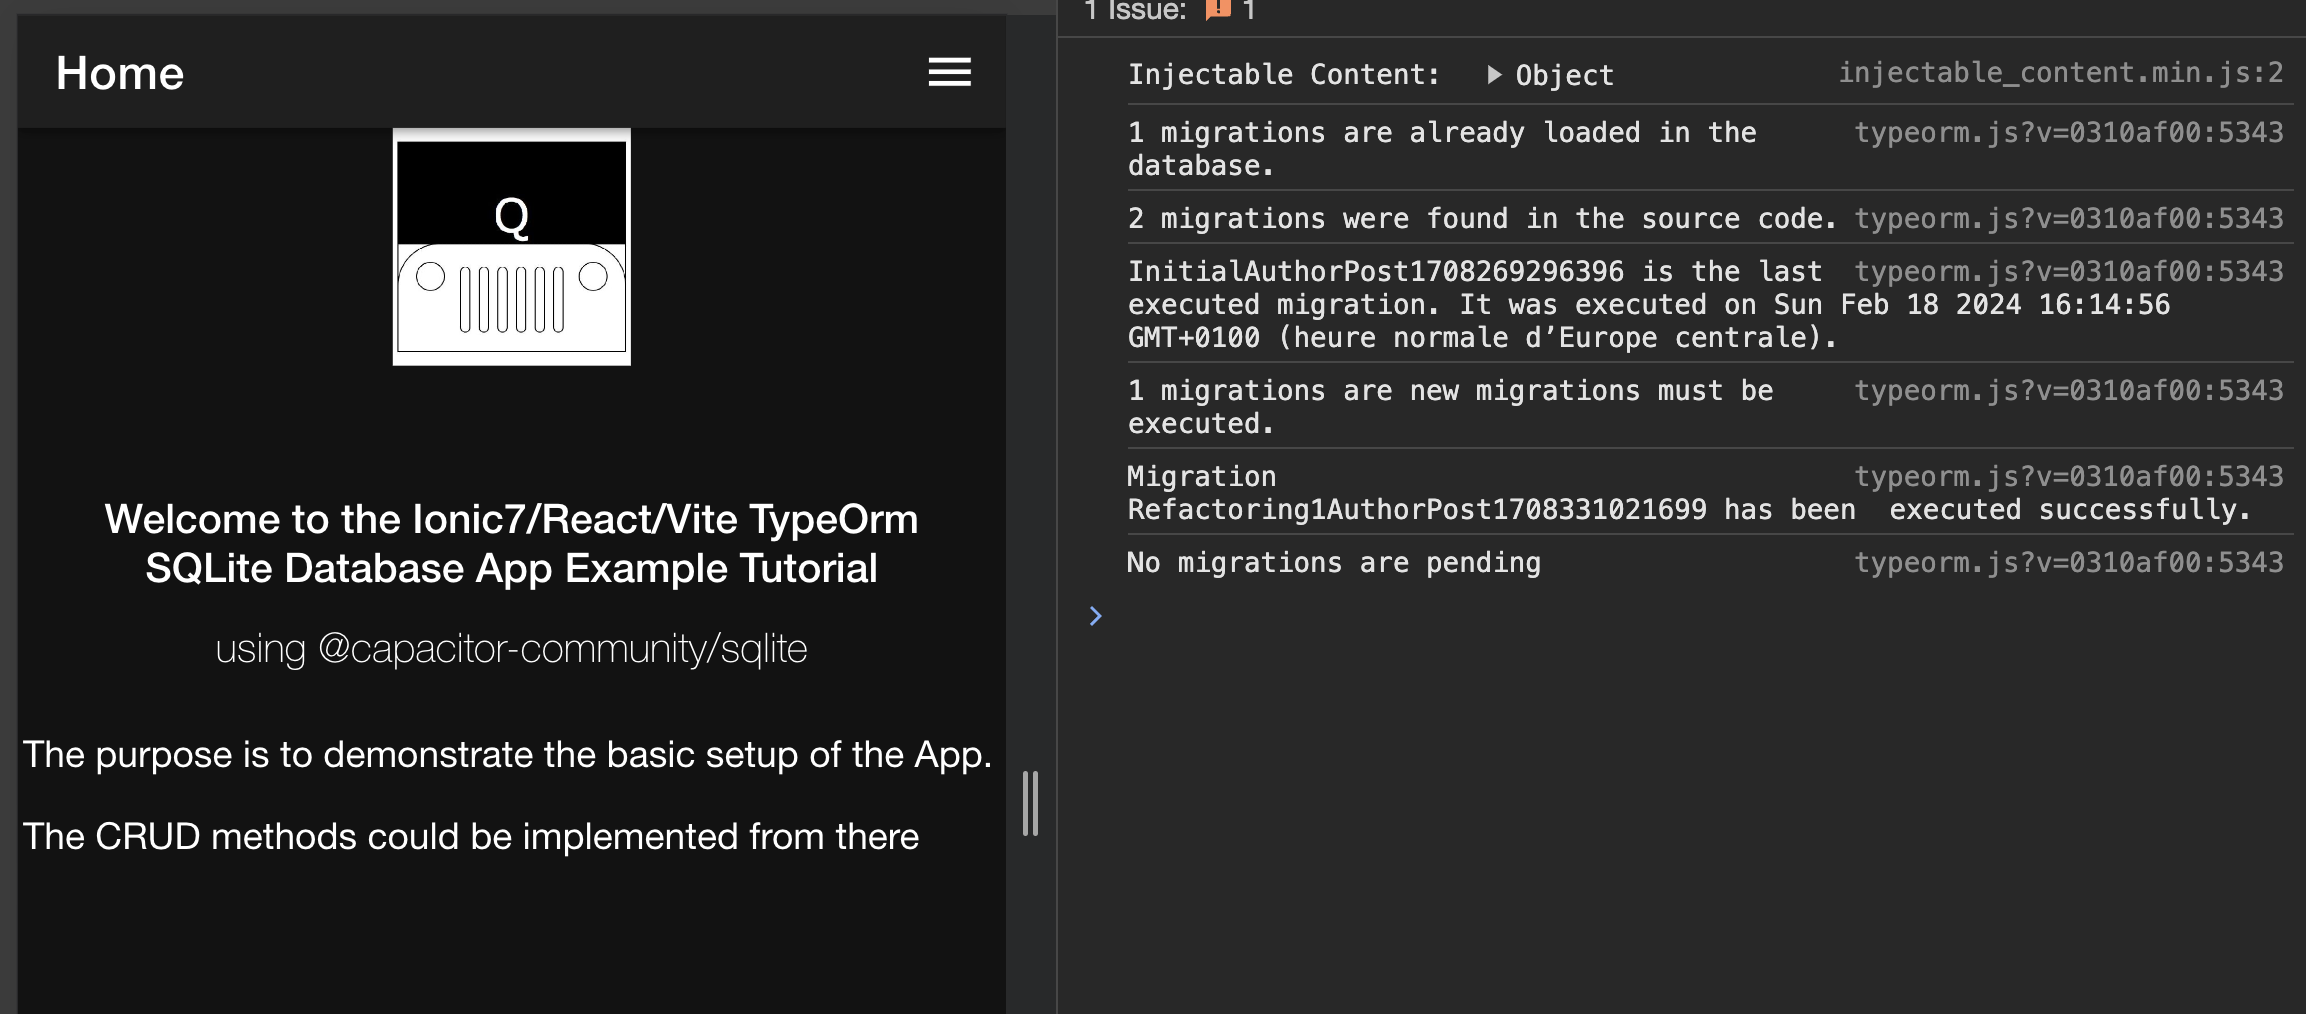 Home
Q
Welcome to the Ionic7/React/Vite TypeOrm
SQLite Database App Example Tutorial
using @capacitor-community/sqlite
The purpose is to demonstrate the basic setup of the App.
The CRUD methods could be implemented from there
1 Issue: 1
Injectable Content: Object injectable_content.min.js:2
1 migrations are already loaded in the typeorm.js?v=0310af00:5343
database.
2 migrations were found in the source code. typeorm.js?v=0310af00:5343
InitialAuthorPost1708269296396 is the last typeorm.js?v=0310af00:5343
executed migration. It was executed on Sun Feb 18 2024 16:14:56
GMT+0100 (heure normale d’Europe centrale).
1 migrations are new migrations must be typeorm.js?v=0310af00:5343
executed.
Migration typeorm.js?v=0310af00:5343
Refactoring1AuthorPost1708331021699 has been  executed successfully.
No migrations are pending typeorm.js?v=0310af00:5343